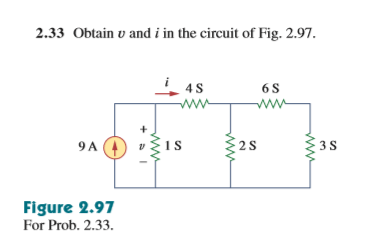 2.33 Obtain v and i in the circuit of Fig. 2.97.
i
4 S
6 S
+
9 A
v
1 S
2 S
3 S
−
Figure 2.97
For Prob. 2.33.